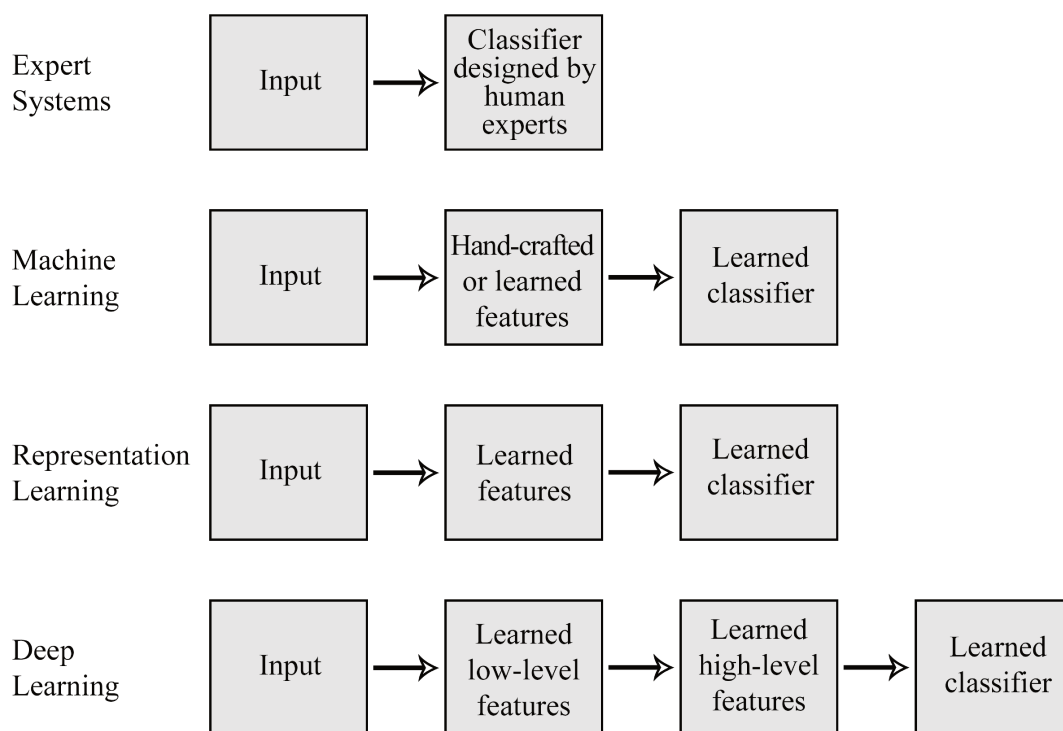 Expert
Systems
Input
Classifier
designed by
human
experts
Machine
Learning
Input
Hand-crafted
or learned
features
Learned
classifier
Representation
Learning
Input
Learned
features
Learned
classifier
Deep
Learning
Input
Learned
low-level
features
Learned
high-level
features
Learned
classifier